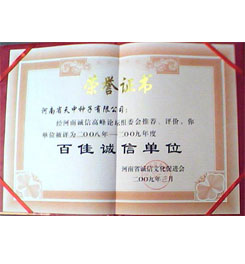 荣誉证书
河南省天中种子有限公司：
经河南诚信高峰论坛组委会推荐、评价，你
单位被评为二〇〇八年—二〇〇九年度
百佳诚信单位
河南省诚信文化促进会
二〇〇九年三月